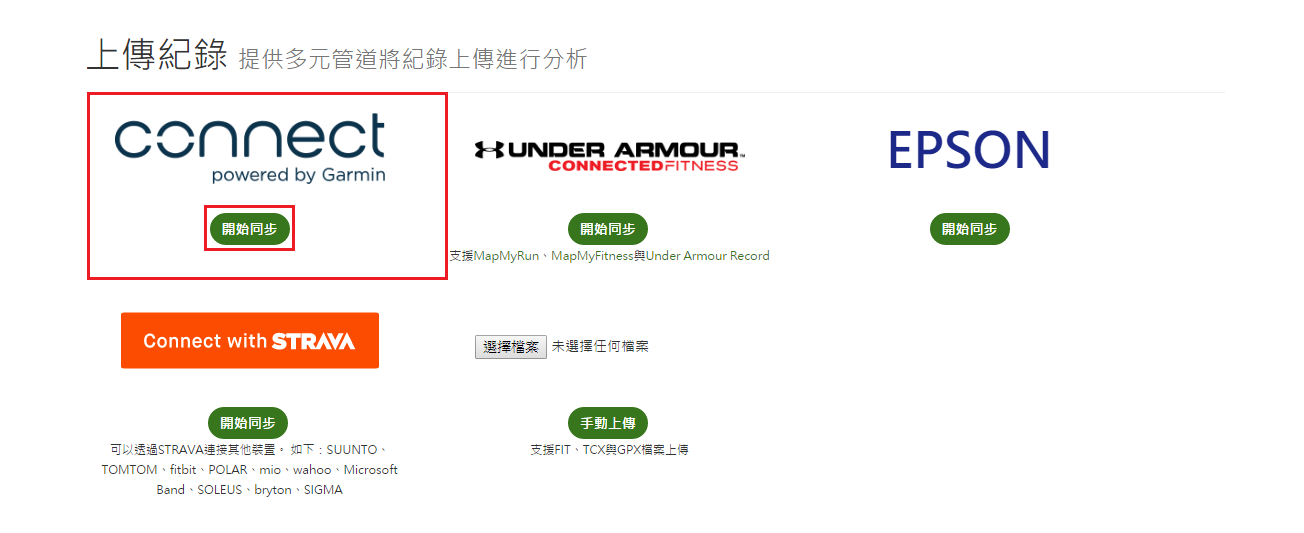 上傳紀錄 提供多元管道將紀錄上傳進行分析
connect
powered by Garmin
開始同步
UNDER ARMOUR™
CONNECTEDFITNESS
開始同步
支援MapMyRun、MapMyFitness與Under Armour Record
EPSON
開始同步
Connect with STRAVA
開始同步
可以透過STRAVA連接其他裝置。 如下：SUUNTO、
TOMTOM、fitbit、POLAR、mio、wahoo、Microsoft
Band、SOLEUS、bryton、SIGMA
選擇檔案 未選擇任何檔案
手動上傳
支援FIT、TCX與GPX檔案上傳